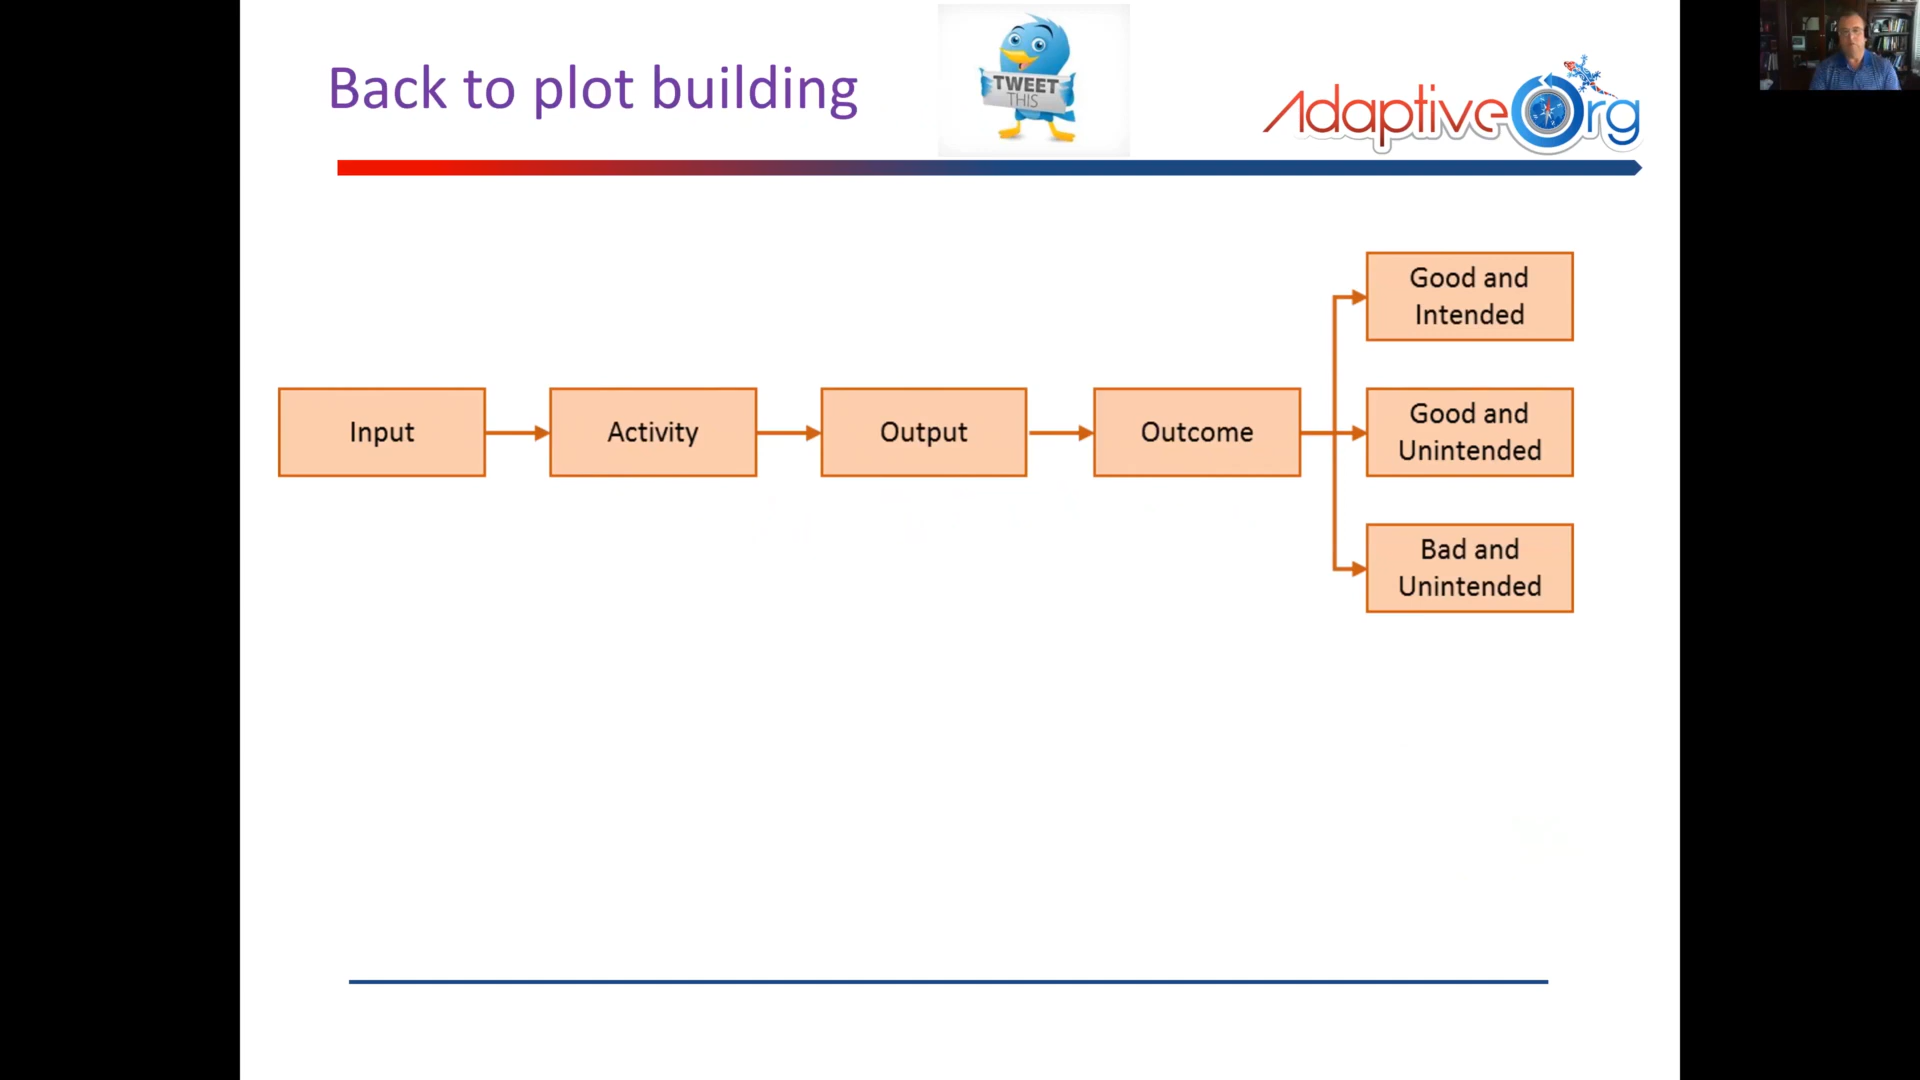 Back to plot building
TWEET
THIS
AdaptiveOrg
Good and
Intended
Input
Activity
Output
Outcome
Good and
Unintended
Bad and
Unintended